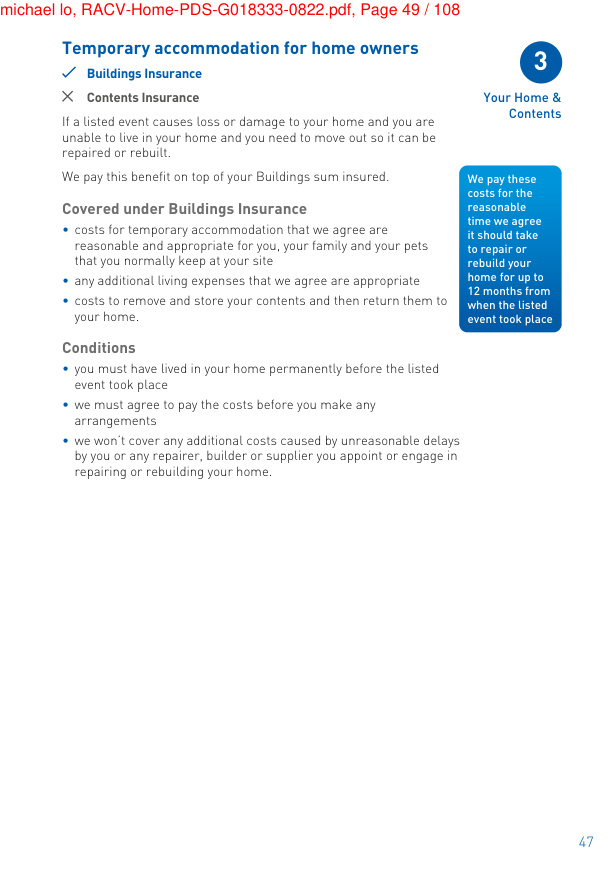 michael lo, RACV-Home-PDS-G018333-0822.pdf, Page 49 / 108
Temporary accommodation for home owners
Buildings Insurance
Contents Insurance
If a listed event causes loss or damage to your home and you are
unable to live in your home and you need to move out so it can be
repaired or rebuilt.
We pay this benefit on top of your Buildings sum insured.
Covered under Buildings Insurance
• costs for temporary accommodation that we agree are
reasonable and appropriate for you, your family and your pets
that you normally keep at your site
• any additional living expenses that we agree are appropriate
• costs to remove and store your contents and then return them to
your home.
Conditions
• you must have lived in your home permanently before the listed
event took place
• we must agree to pay the costs before you make any
arrangements
• we won't cover any additional costs caused by unreasonable delays
by you or any repairer, builder or supplier you appoint or engage in
repairing or rebuilding your home.
3
Your Home &
Contents
We pay these
costs for the
reasonable
time we agree
it should take
to repair or
rebuild your
home for up to
12 months from
when the listed
event took place
47